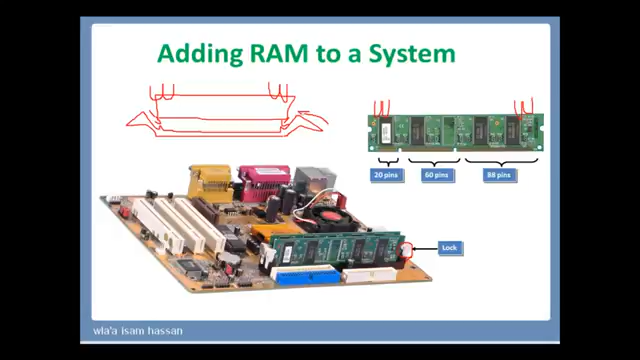 Adding RAM to a System
20 pins
60 pins
88 pins
Lock
wla'a isam hassan